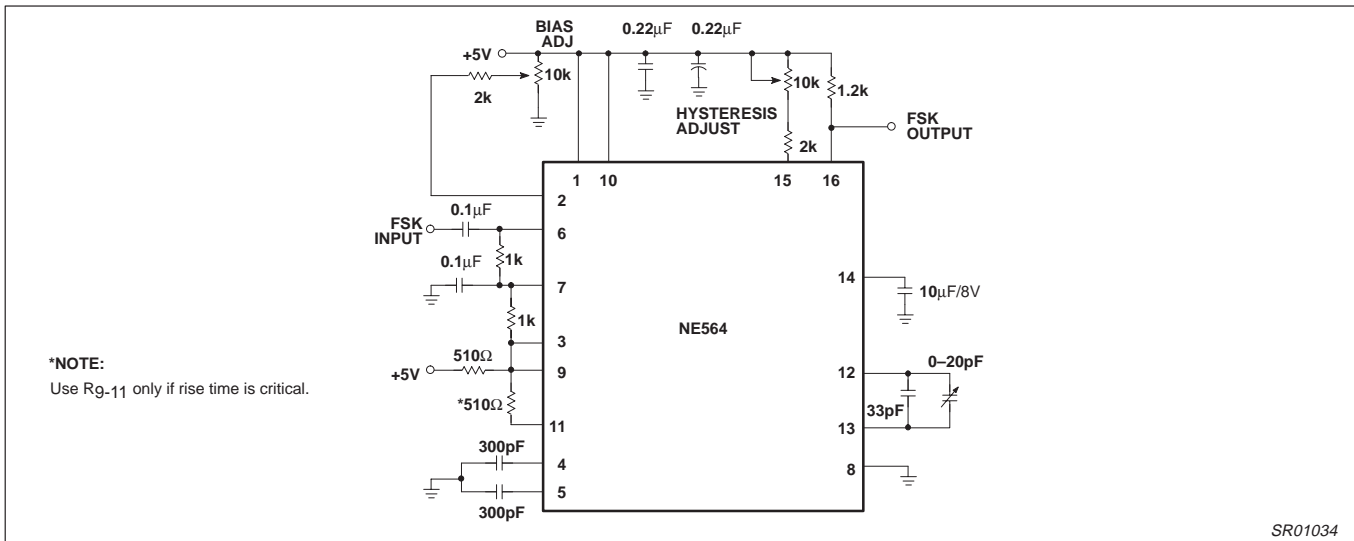 BIAS
ADJ
0.22μF
0.22μF
+5V
10k
2k
10k
1.2k
HYSTERESIS
ADJUST
FSK
OUTPUT
2k
1
10
15
16
2
FSK
INPUT
0.1μF
6
1k
0.1μF
7
14
10μF/8V
1k
NE564
3
*NOTE:
Use R9-11 only if rise time is critical.
510Ω
+5V
9
*510Ω
11
12
0–20pF
33pF
13
300pF
4
8
5
300pF
SR01034